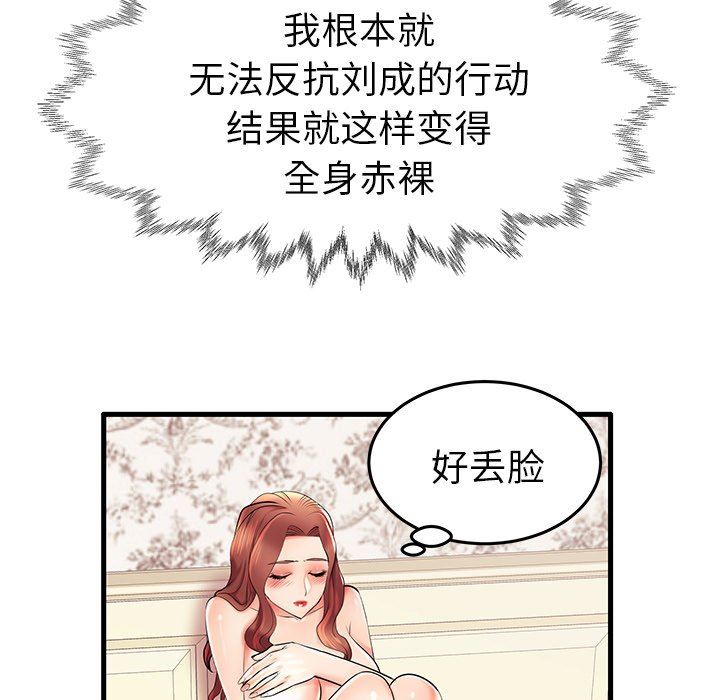 我根本就
无法反抗刘成的行动
结果就这样变得
全身赤裸
好丢脸